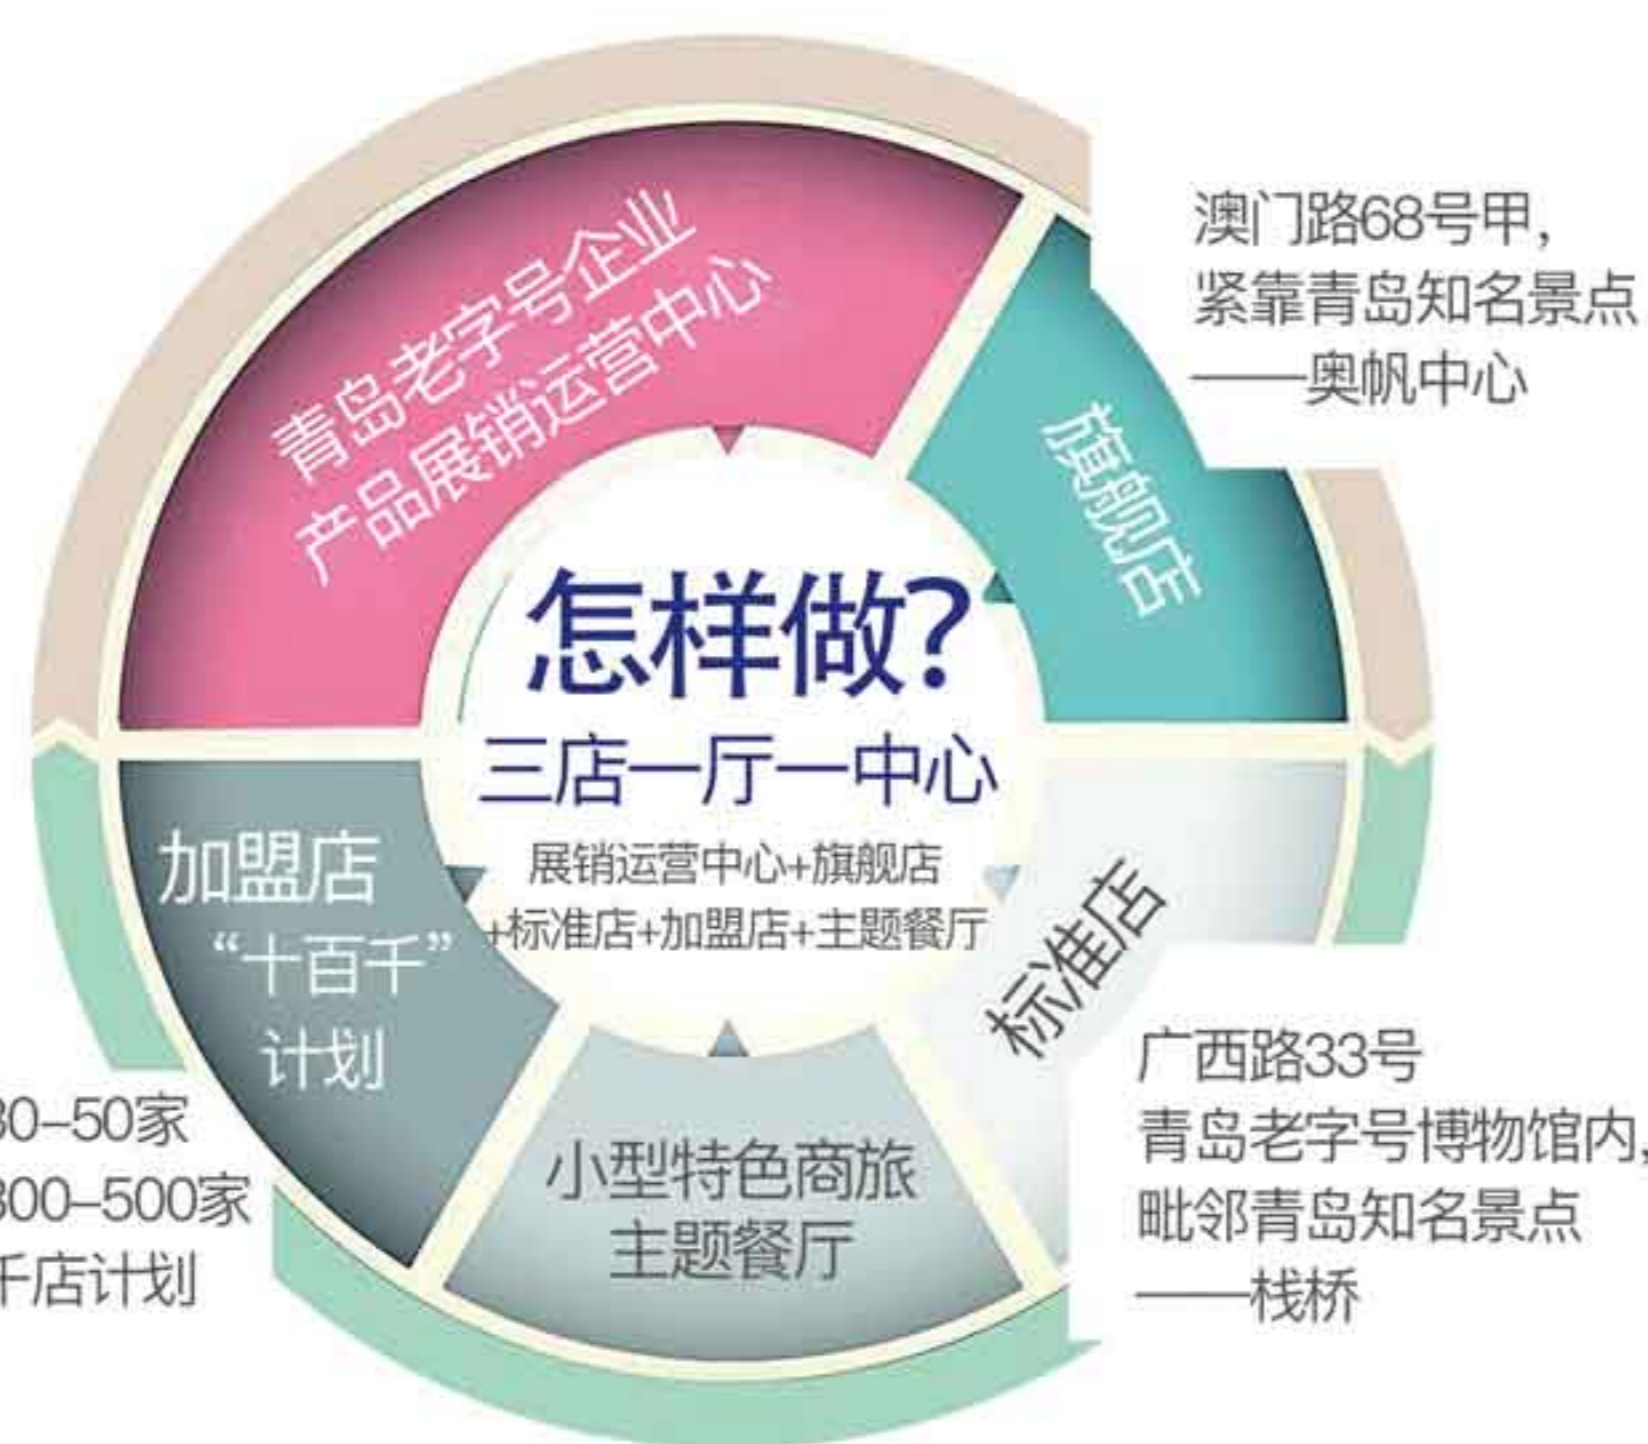 青岛老字号企业
产品展销运营中心
旗舰店
澳门路68号甲,
紧靠青岛知名景点
——奥帆中心
怎样做?
三店一厅一中心
展销运营中心+旗舰店
+标准店+加盟店+主题餐厅
标准店
广西路33号
青岛老字号博物馆内,
毗邻青岛知名景点
——栈桥
小型特色商旅
主题餐厅
加盟店
“十百千”
计划
30-50家
300-500家
千店计划